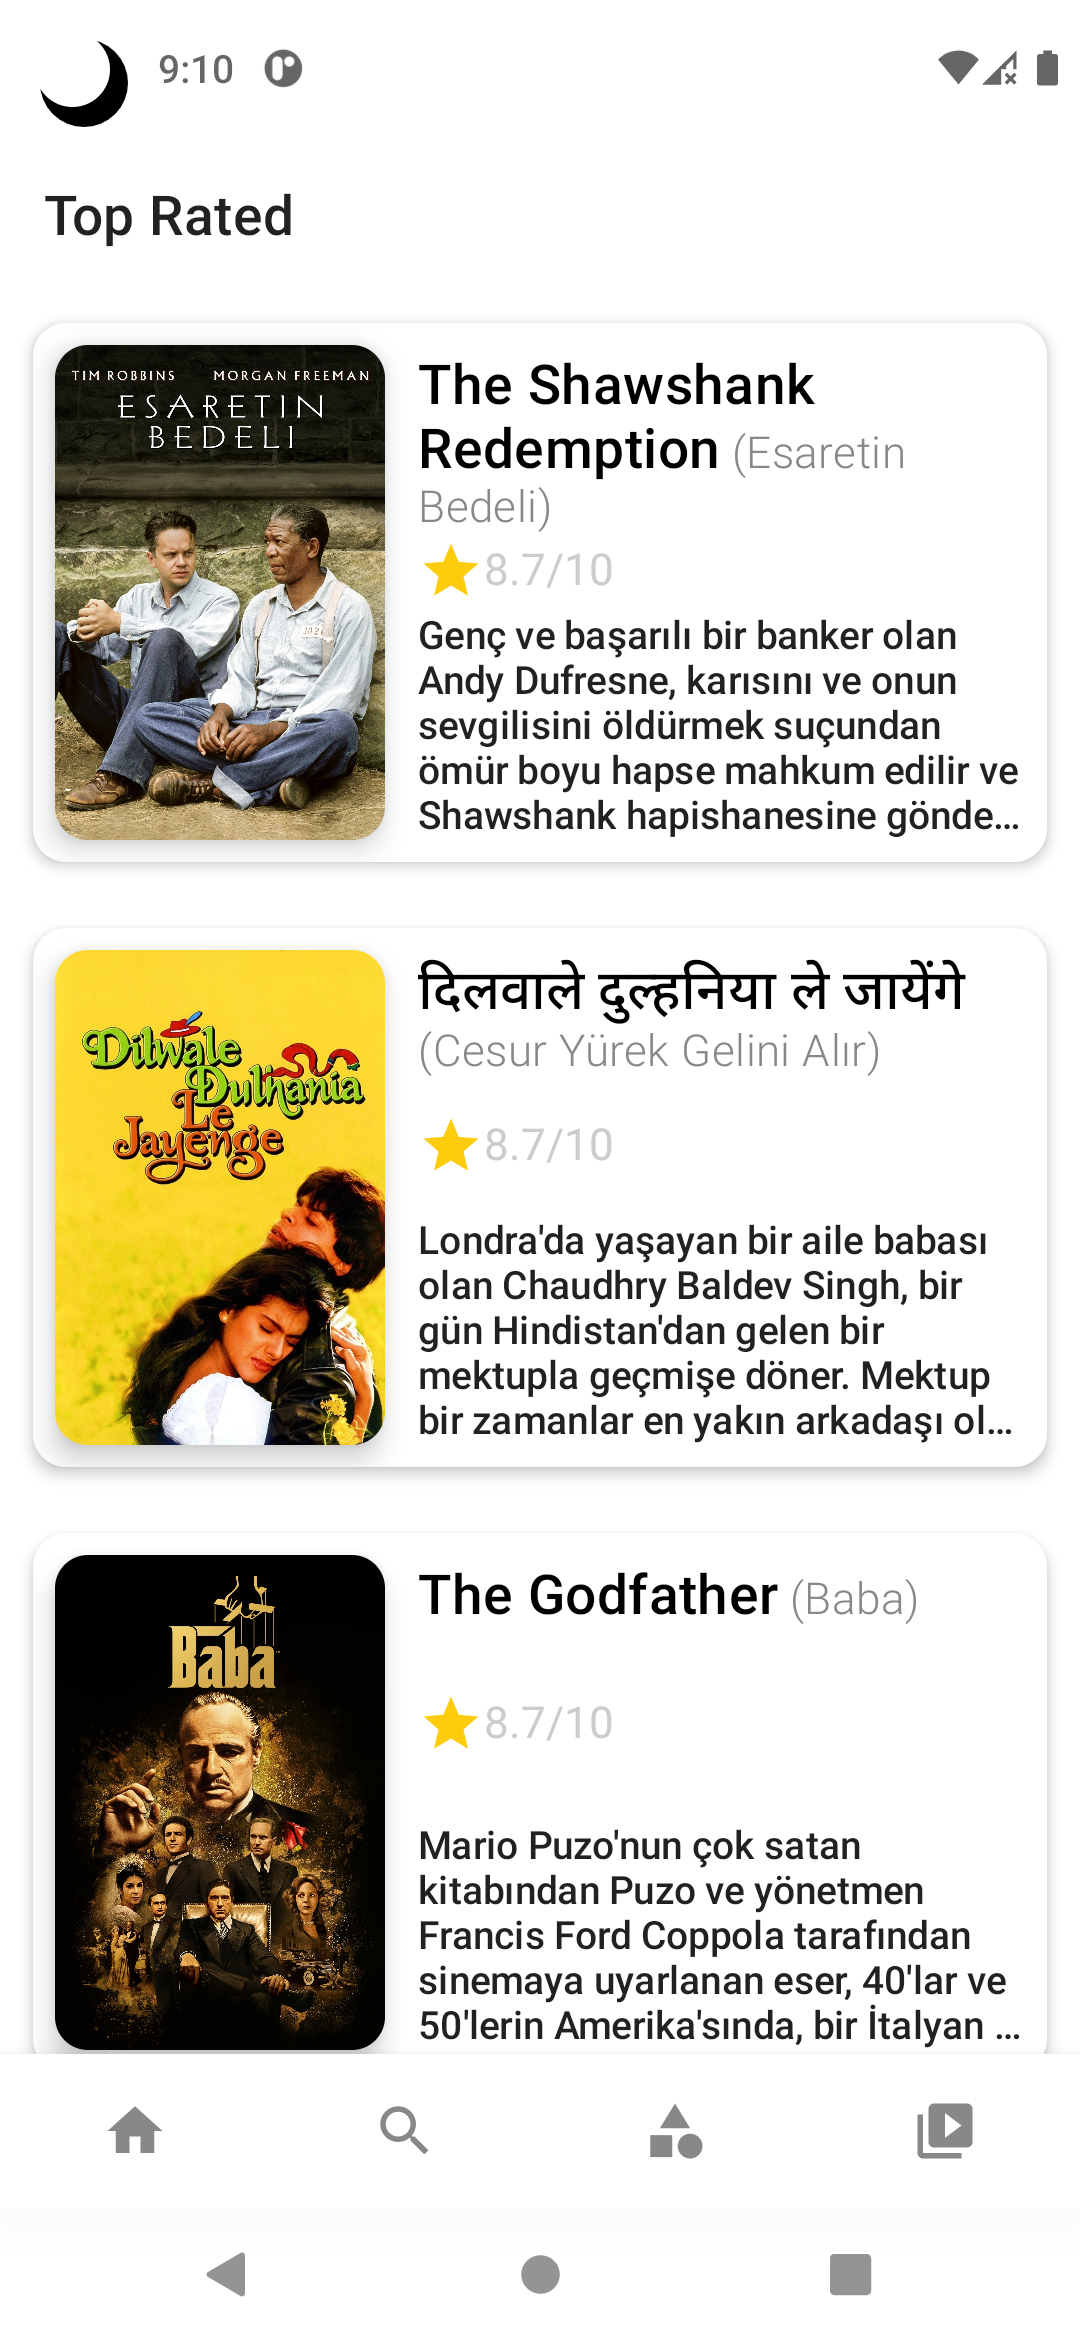 9:10
Top Rated
TIM ROBBINS MORGAN FREEMAN
ESARETIN
BEDELI
The Shawshank
Redemption (Esaretin
Bedeli)
8.7/10
Genç ve başarılı bir banker olan
Andy Dufresne, karısını ve onun
sevgilisini öldürmek suçundan
ömür boyu hapse mahkum edilir ve
Shawshank hapishanesine gönde...
Dilwale
Dulhania
Le
Jayenge
दिलवाले दुल्हनिया ले जायेंगे
(Cesur Yürek Gelini Alır)
8.7/10
Londra'da yaşayan bir aile babası
olan Chaudhry Baldev Singh, bir
gün Hindistan'dan gelen bir
mektupla geçmişe döner. Mektup
bir zamanlar en yakın arkadaşı ol...
Baba
The Godfather (Baba)
8.7/10
Mario Puzo'nun çok satan
kitabından Puzo ve yönetmen
Francis Ford Coppola tarafından
sinemaya uyarlanan eser, 40'lar ve
50'lerin Amerika'sında, bir İtalyan ...